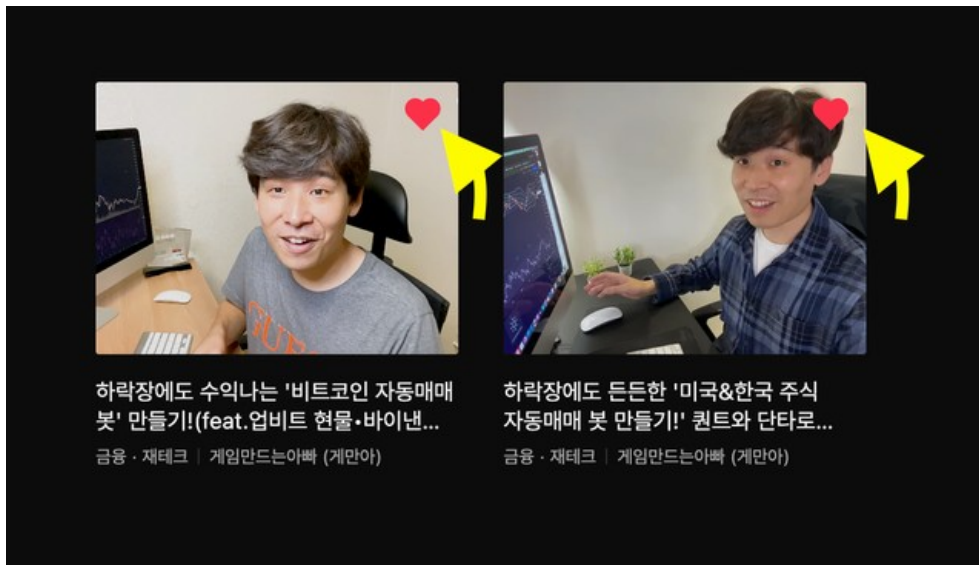 하락장에도 수익나는 '비트코인 자동매매
봇' 만들기!(feat.업비트 현물•바이낸...
금융 · 재테크 | 게임만드는아빠 (게만아)
하락장에도 든든한 '미국&한국 주식
자동매매 봇 만들기!' 퀀트와 단타로...
금융 · 재테크 | 게임만드는아빠 (게만아)